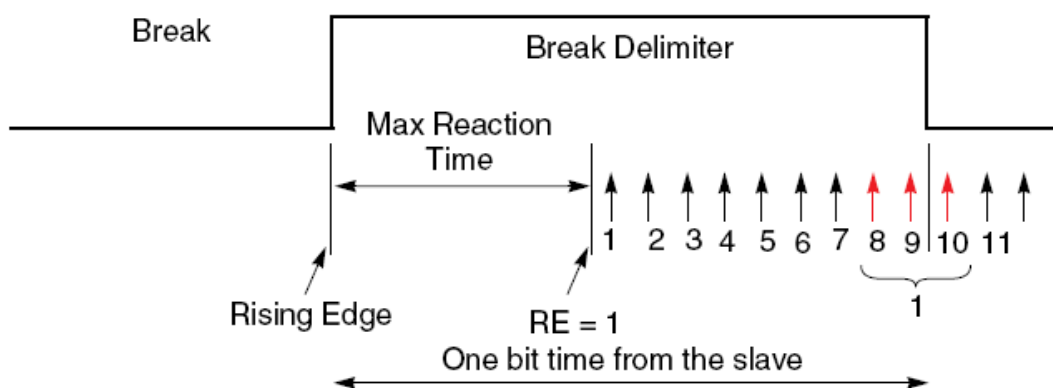 Break
Break Delimiter
Max Reaction
Time
1 2 3 4 5 6 7 8 9 10 11
1
Rising Edge
RE = 1
One bit time from the slave